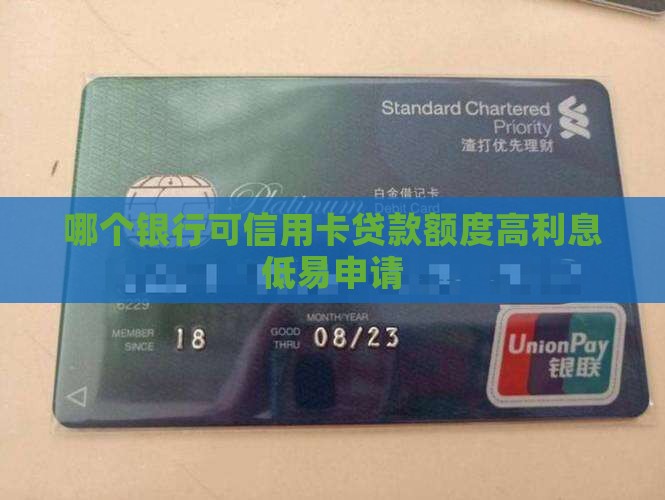 Standard Chartered
Priority
渣打优先理财
Platinum
白金借记卡
Debit Card
哪个银行可信用卡贷款额度高利息
低易申请
6229
MONTH/YEAR
MEMBER
SINCE
18
GOOD
THRU
08/23
UnionPay
银联